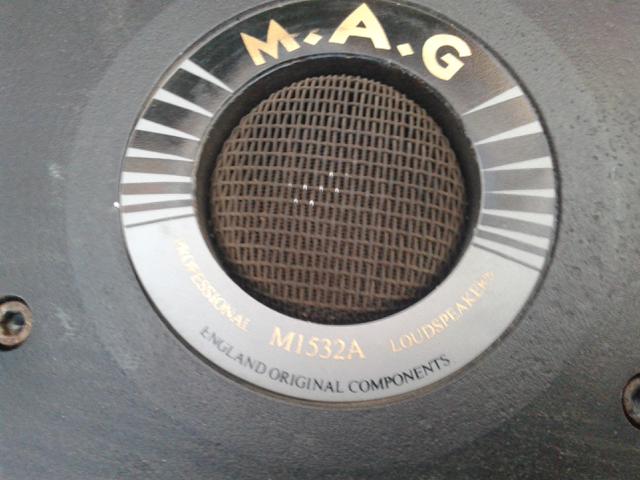 M.A.G
PROFESSIONAL M1532A LOUDSPEAKERS
ENGLAND ORIGINAL COMPONENTS